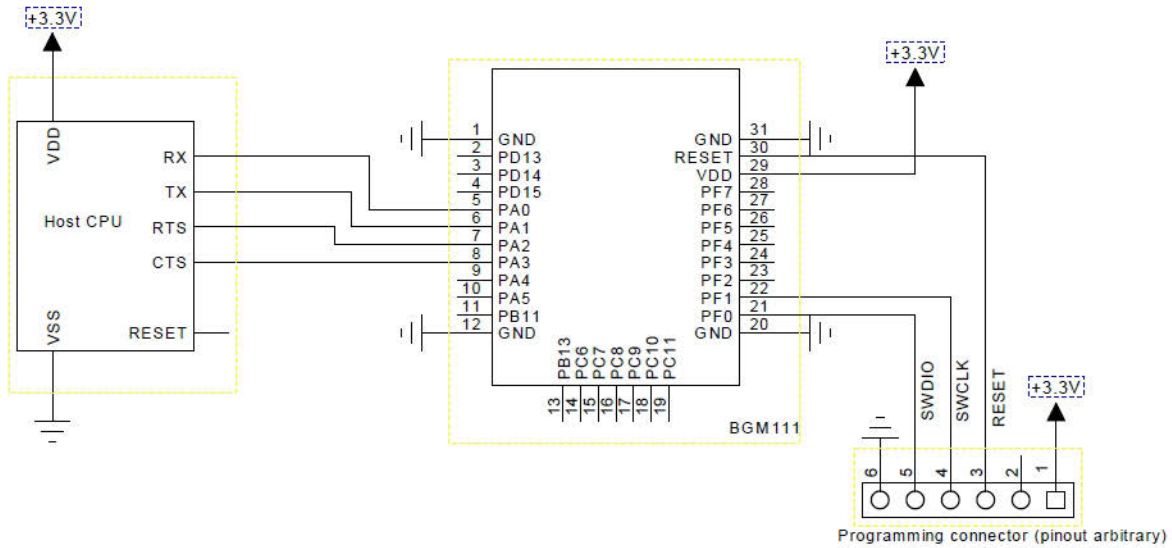 +3.3V
VDD
Host CPU
RX
TX
RTS
CTS
RESET
VSS
1 GND
2 PD13
3 PD14
4 PD15
5 PA0
6 PA1
7 PA2
8 PA3
9 PA4
10 PA5
11 PB11
12 GND
13 PB13
14 PC6
15 PC7
16 PC8
17 PC9
18 PC10
19 PC11
GND 31
RESET 30
VDD 29
PF7 28
PF6 27
PF5 26
PF4 25
PF3 24
PF2 23
PF1 22
PF0 21
GND 20
BGM111
+3.3V
SWDIO
SWCLK
RESET
+3.3V
6 5 4 3 2 1
Programming connector (pinout arbitrary)